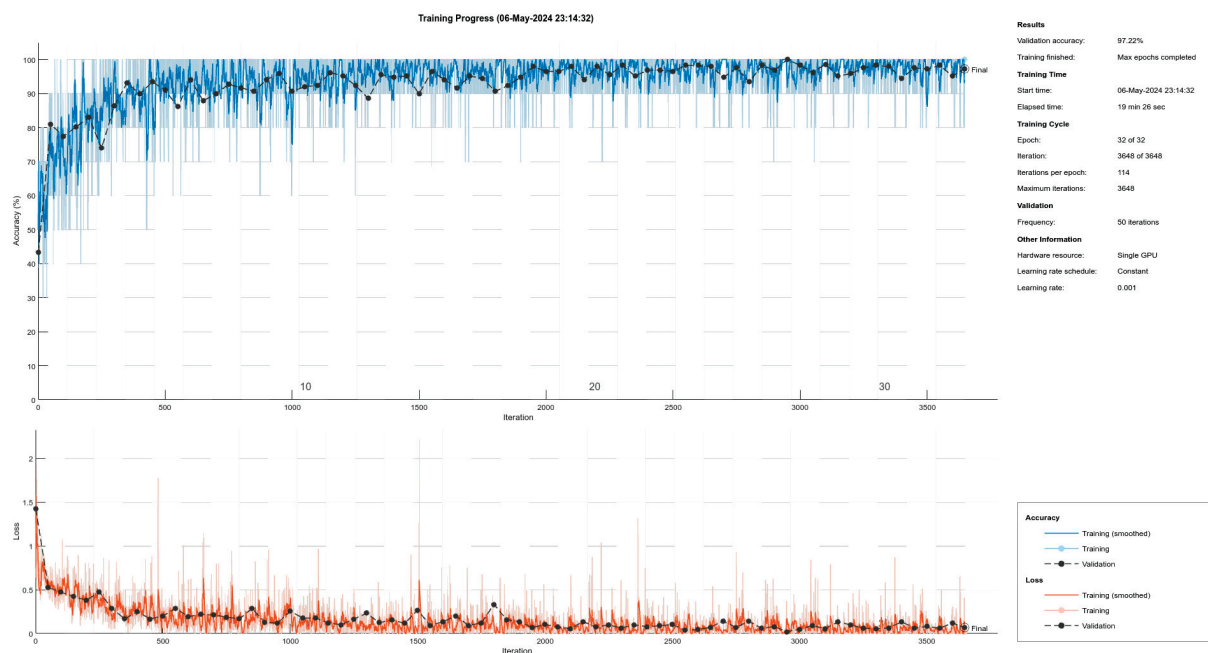 Training Progress (06-May-2024 23:14:32)
Accuracy (%)
100
90
80
70
60
50
40
30
20
10
0
Final
10
20
30
0
500
1000
1500
2000
2500
3000
3500
Iteration
Loss
2
1.5
1
0.5
0
Final
0
500
1000
1500
2000
2500
3000
3500
Iteration
Results
Validation accuracy: 97.22%
Training finished: Max epochs completed
Training Time
Start time: 06-May-2024 23:14:32
Elapsed time: 19 min 26 sec
Training Cycle
Epoch: 32 of 32
Iteration: 3648 of 3648
Iterations per epoch: 114
Maximum iterations: 3648
Validation
Frequency: 50 iterations
Other Information
Hardware resource: Single GPU
Learning rate schedule: Constant
Learning rate: 0.001
Accuracy
Training (smoothed)
Training
Validation
Loss
Training (smoothed)
Training
Validation